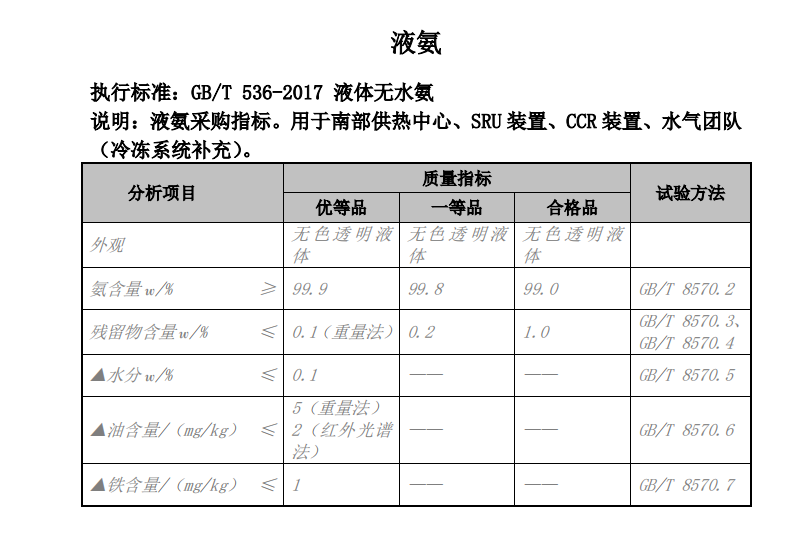 液氨
执行标准：GB/T 536-2017 液体无水氨
说明：液氨采购指标。用于南部供热中心、SRU 装置、CCR 装置、水气团队
（冷冻系统补充）。
分析项目 质量指标 试验方法
优等品 一等品 合格品
外观 无色透明液体 无色透明液体 无色透明液体
氨含量 w/% ≥ 99.9 99.8 99.0 GB/T 8570.2
残留物含量 w/% ≤ 0.1（重量法） 0.2 1.0 GB/T 8570.3、GB/T 8570.4
▲水分 w/% ≤ 0.1 —— —— GB/T 8570.5
▲油含量/（mg/kg） ≤ 5（重量法）2（红外光谱法） —— —— GB/T 8570.6
▲铁含量/（mg/kg） ≤ 1 —— —— GB/T 8570.7